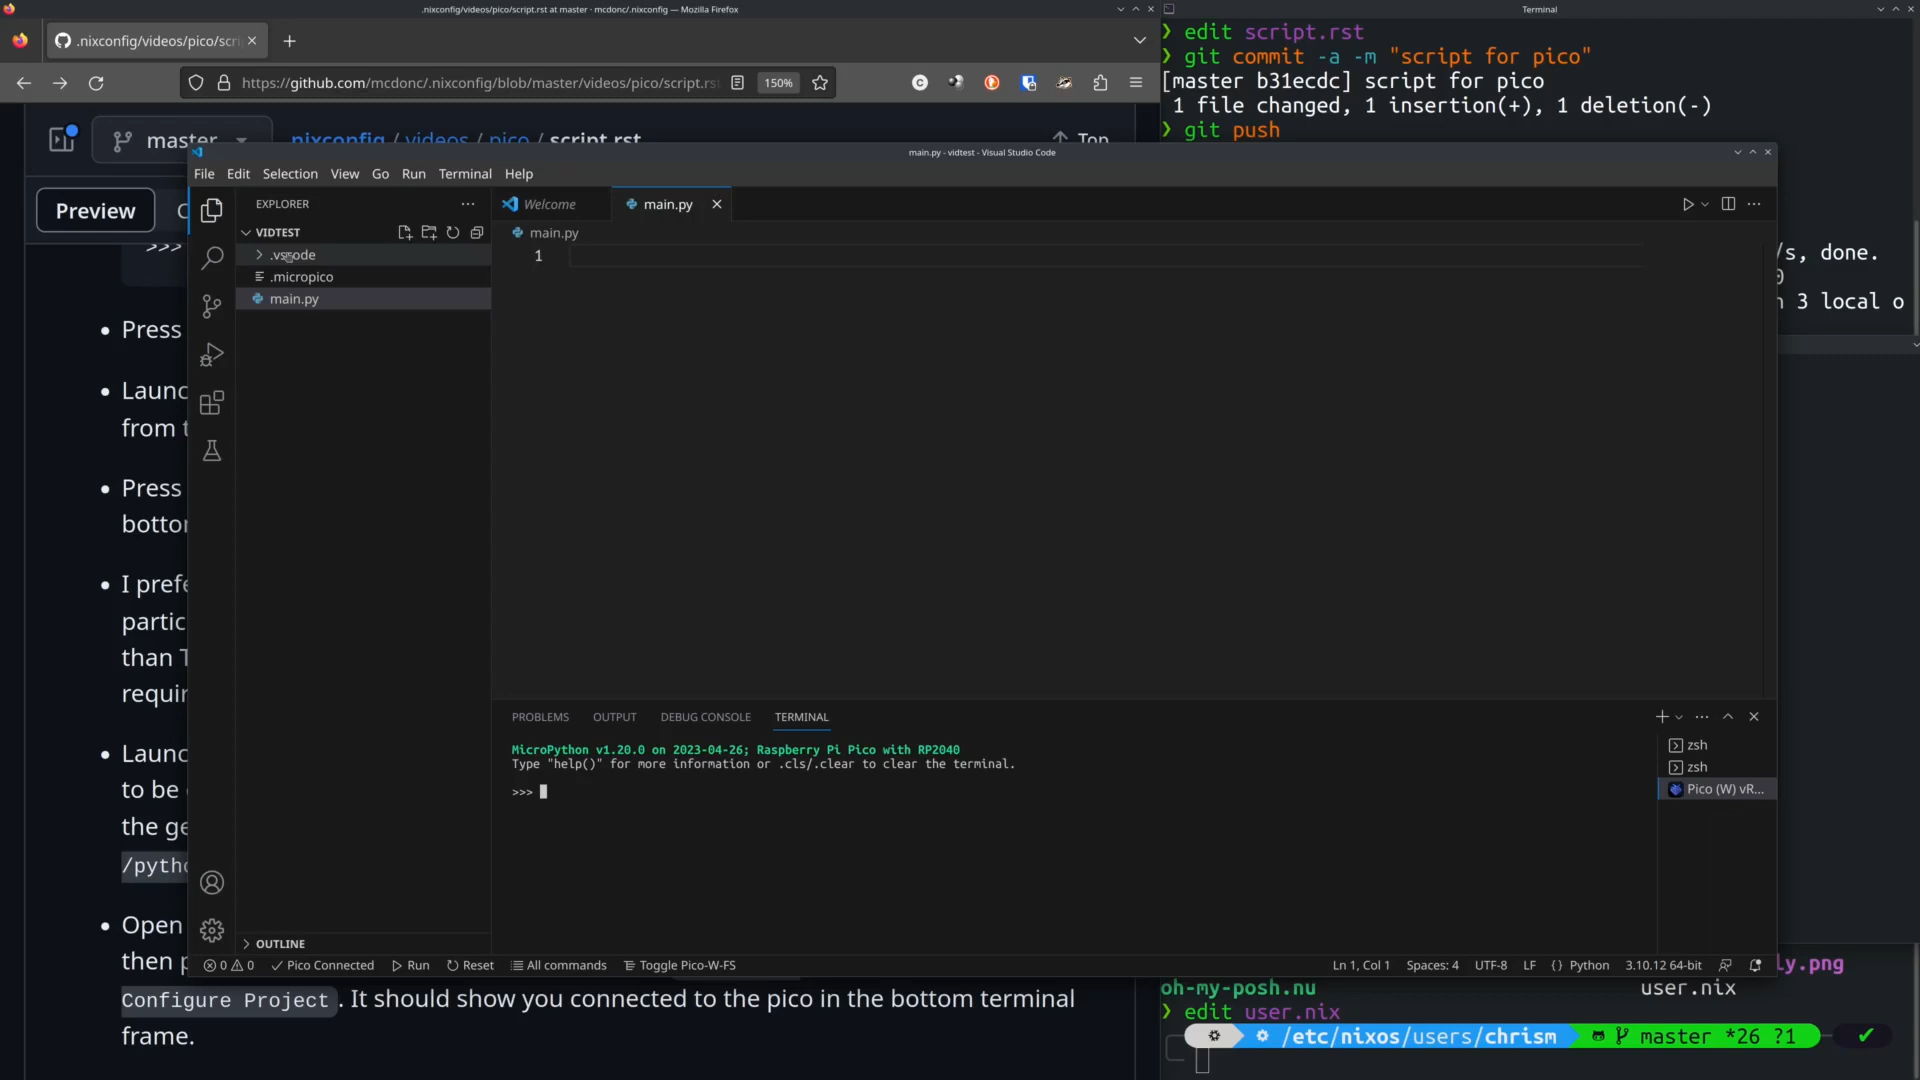 .nixconfig/videos/pico/script.rst at master · mcdonc/.nixconfig — Mozilla Firefox
.nixconfig/videos/pico/scri
https://github.com/mcdonc/.nixconfig/blob/master/videos/pico/script.rst
150%
master
nixconfig / videos / pico / script.rst
Top
Preview
>>>
Press
Launc
from t
Press
bottor
I prefe
partic
than T
requir
Launc
to be
the ge
/pytho
Open
then p
Configure Project . It should show you connected to the pico in the bottom terminal
frame.
main.py - vidtest - Visual Studio Code
File Edit Selection View Go Run Terminal Help
EXPLORER
VIDTEST
.vscode
.micropico
main.py
OUTLINE
Welcome
main.py
main.py
1
PROBLEMS OUTPUT DEBUG CONSOLE TERMINAL
MicroPython v1.20.0 on 2023-04-26; Raspberry Pi Pico with RP2040
Type "help()" for more information or .cls/.clear to clear the terminal.
>>>
zsh
zsh
Pico (W) vR...
0 0 Pico Connected Run Reset All commands Toggle Pico-W-FS
Ln 1, Col 1 Spaces: 4 UTF-8 LF {} Python 3.10.12 64-bit
Terminal
❯ edit script.rst
❯ git commit -a -m "script for pico"
[master b31ecdc] script for pico
1 file changed, 1 insertion(+), 1 deletion(-)
❯ git push
/s, done.
0
n 3 local o
ly.png
oh-my-posh.nu user.nix
❯ edit user.nix
/etc/nixos/users/chrism master *26 ?1 ✔